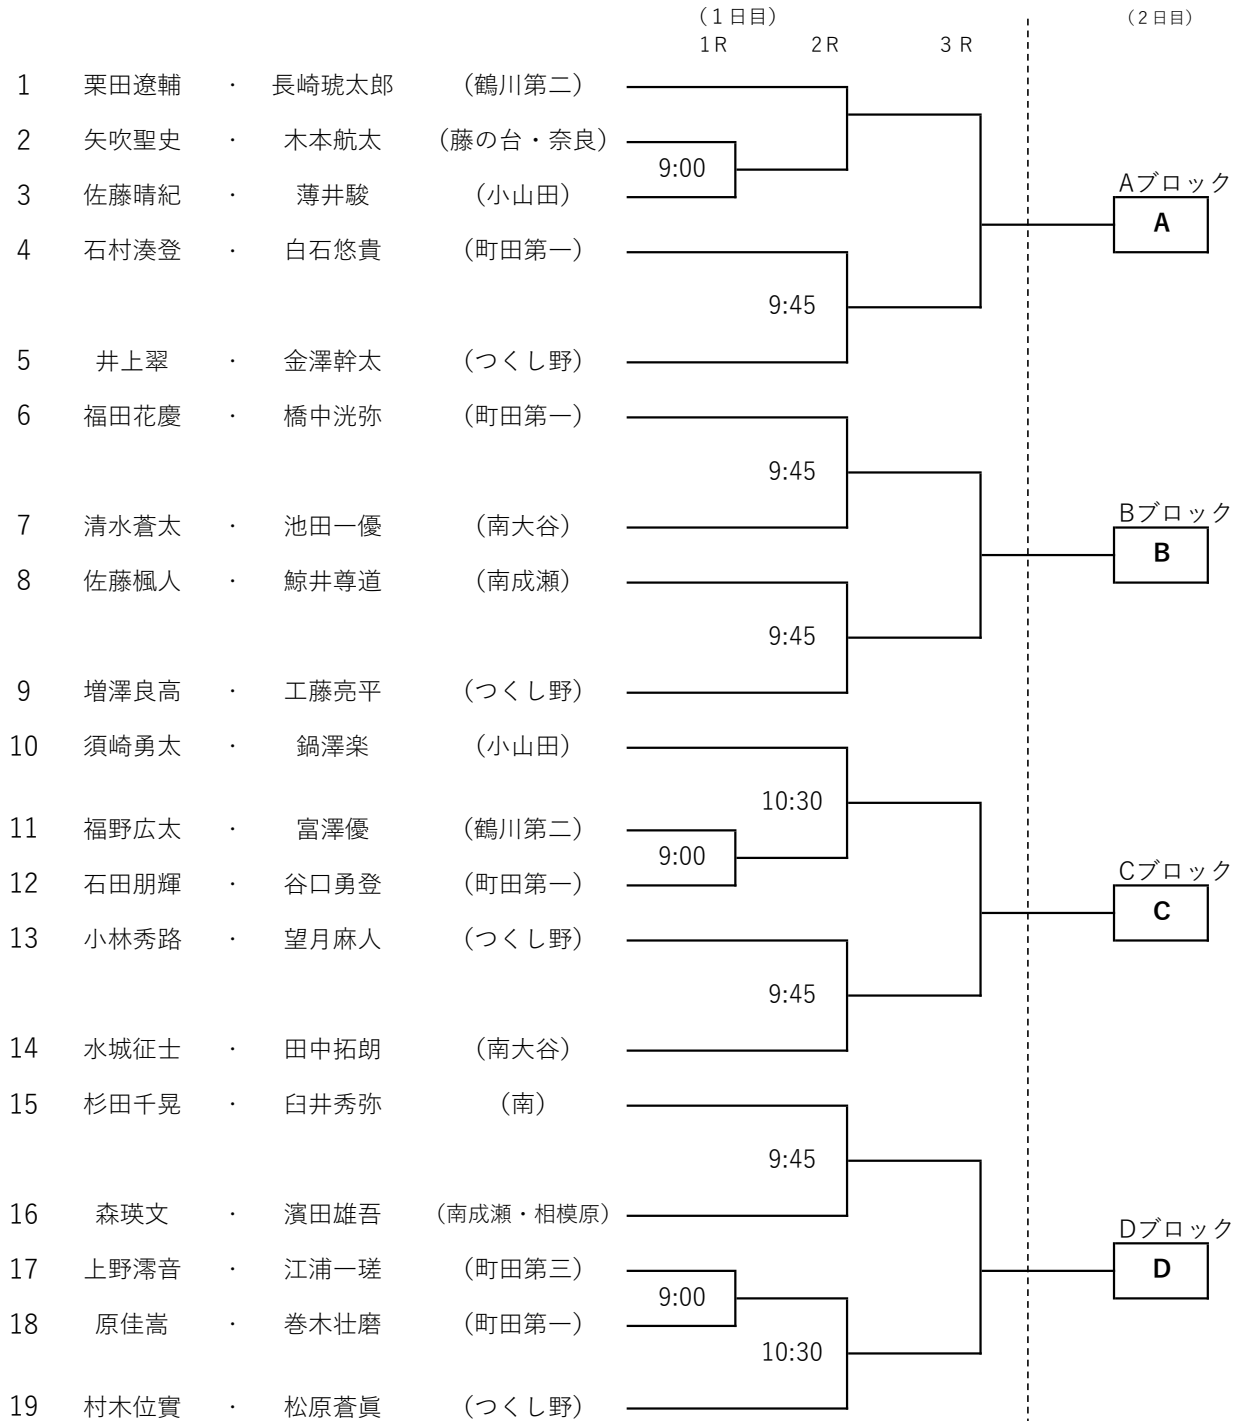 （１日目） （２日目）
１R ２R ３R
1 栗田遼輔 ・ 長崎琥太郎 （鶴川第二）
2 矢吹聖史 ・ 木本航太 （藤の台・奈良）
9:00
3 佐藤晴紀 ・ 薄井駿 （小山田）
Aブロック
A
4 石村湊登 ・ 白石悠貴 （町田第一）
9:45
5 井上翠 ・ 金澤幹太 （つくし野）
6 福田花慶 ・ 橋中洸弥 （町田第一）
9:45
7 清水蒼太 ・ 池田一優 （南大谷）
Bブロック
B
8 佐藤楓人 ・ 鯨井尊道 （南成瀬）
9:45
9 増澤良高 ・ 工藤亮平 （つくし野）
10 須崎勇太 ・ 鍋澤楽 （小山田）
10:30
11 福野広太 ・ 富澤優 （鶴川第二）
9:00
12 石田朋輝 ・ 谷口勇登 （町田第一）
Cブロック
C
13 小林秀路 ・ 望月麻人 （つくし野）
9:45
14 水城征士 ・ 田中拓朗 （南大谷）
15 杉田千晃 ・ 臼井秀弥 （南）
9:45
16 森瑛文 ・ 濱田雄吾 （南成瀬・相模原）
Dブロック
D
17 上野澪音 ・ 江浦一瑳 （町田第三）
9:00
18 原佳嵩 ・ 巻木壮磨 （町田第一）
10:30
19 村木位實 ・ 松原蒼眞 （つくし野）